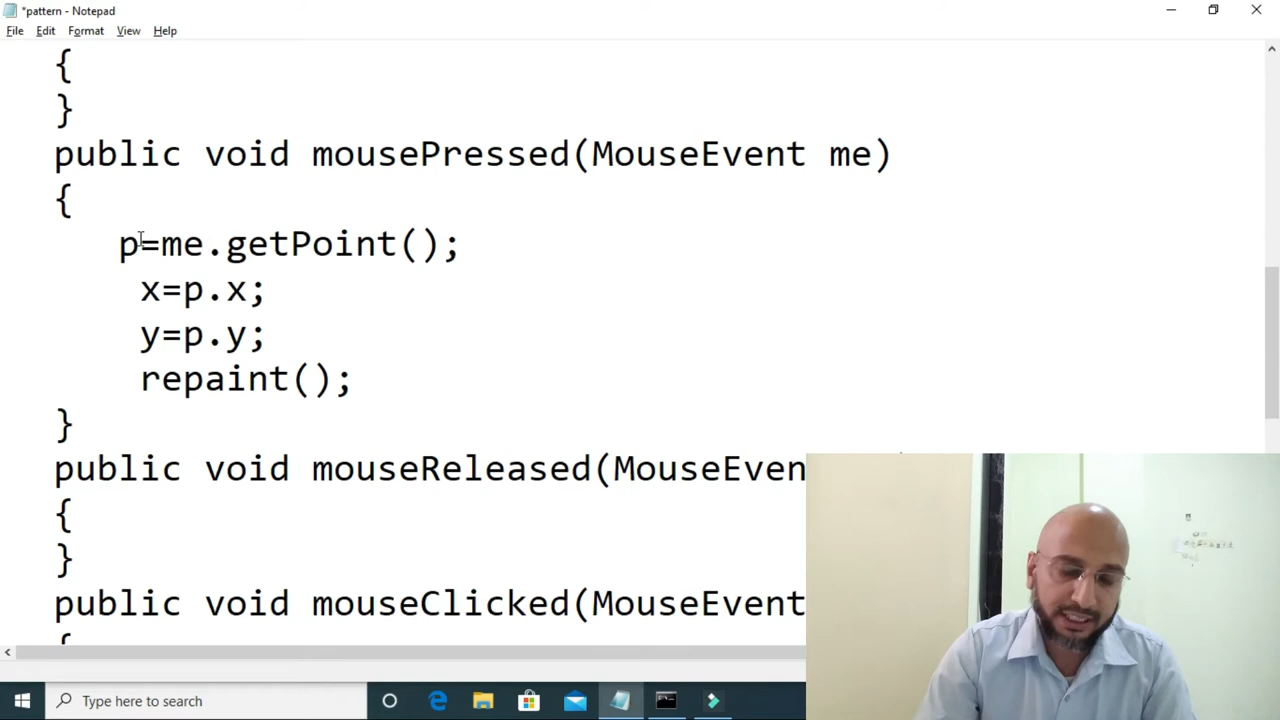 *pattern - Notepad
File Edit Format View Help
{
}
public void mousePressed(MouseEvent me)
{
p=me.getPoint();
x=p.x;
y=p.y;
repaint();
}
public void mouseReleased(MouseEven
{
}
public void mouseClicked(MouseEvent
{
Type here to search